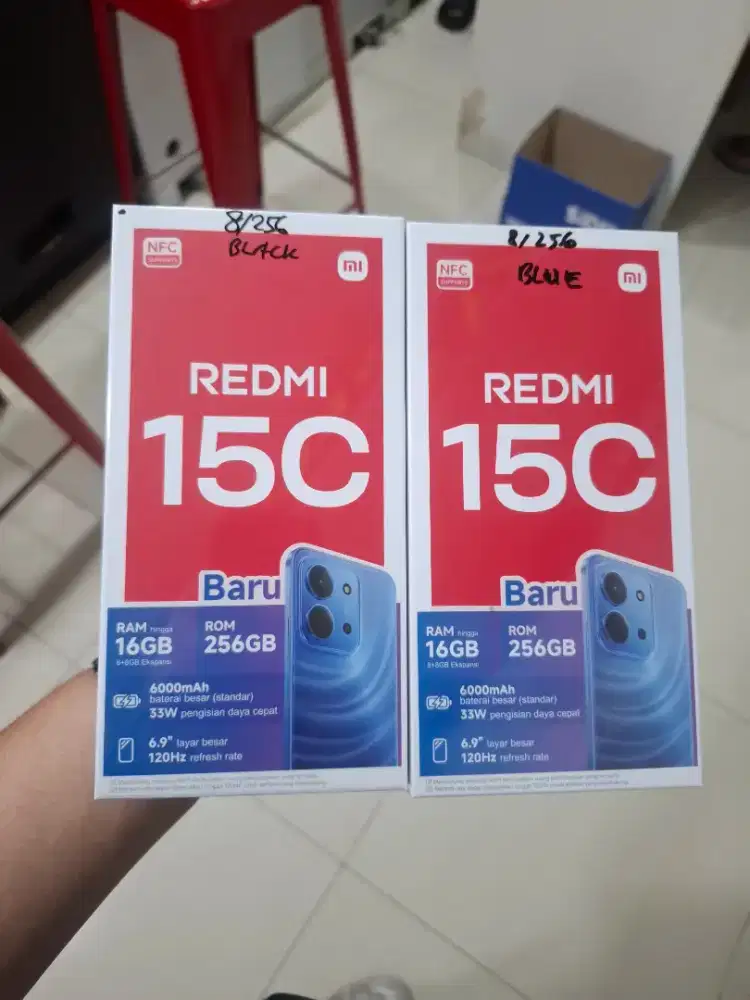 8/256
BLACK
NFC
SUPPORTS
mi
REDMI
15C
Baru
RAM hingga
16GB
8+8GB Ekspansi
ROM
256GB
6000mAh
baterai besar (standar)
33W pengisian daya cepat
6.9" layar besar
120Hz refresh rate
8/256
BLUE
NFC
SUPPORTS
mi
REDMI
15C
Baru
RAM hingga
16GB
8+8GB Ekspansi
ROM
256GB
6000mAh
baterai besar (standar)
33W pengisian daya cepat
6.9" layar besar
120Hz refresh rate